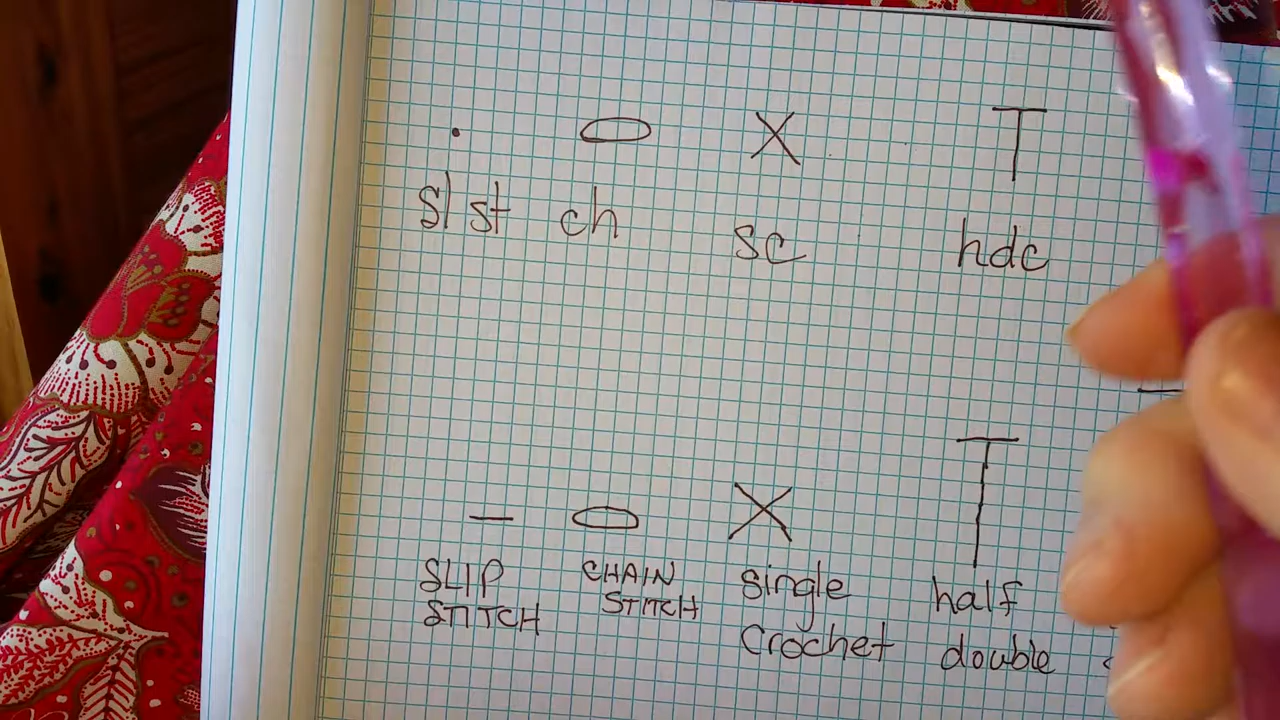 sl st ch sc hdc
SLIP STITCH
CHAIN STITCH
single crochet
half double